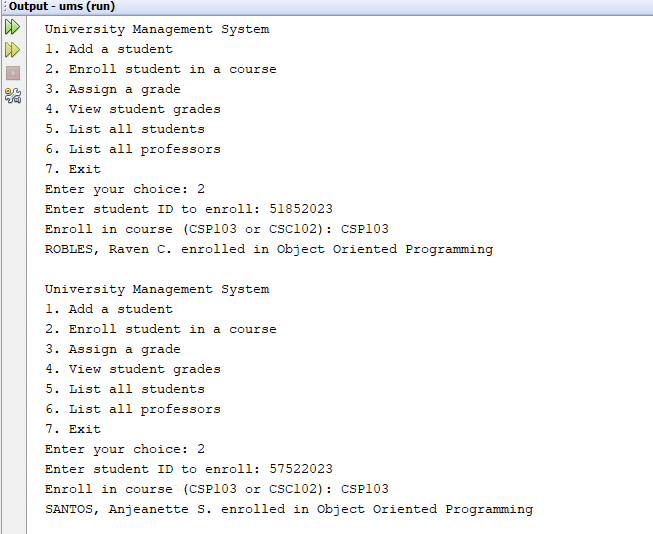 Output - ums (run)
University Management System
1. Add a student
2. Enroll student in a course
3. Assign a grade
4. View student grades
5. List all students
6. List all professors
7. Exit
Enter your choice: 2
Enter student ID to enroll: 51852023
Enroll in course (CSP103 or CSC102): CSP103
ROBLES, Raven C. enrolled in Object Oriented Programming

University Management System
1. Add a student
2. Enroll student in a course
3. Assign a grade
4. View student grades
5. List all students
6. List all professors
7. Exit
Enter your choice: 2
Enter student ID to enroll: 57522023
Enroll in course (CSP103 or CSC102): CSP103
SANTOS, Anjeanette S. enrolled in Object Oriented Programming